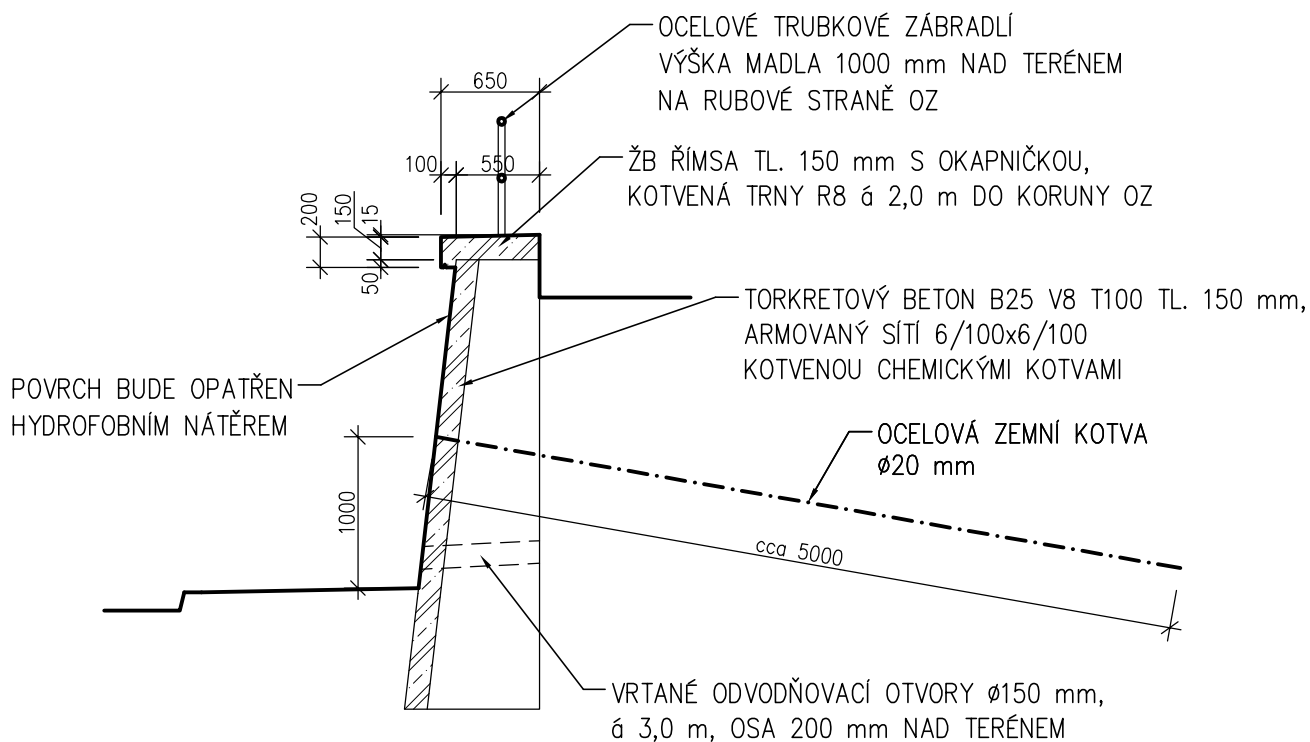 OCELOVÉ TRUBKOVÉ ZÁBRADLÍ
VÝŠKA MADLA 1000 mm NAD TERÉNEM
NA RUBOVÉ STRANĚ OZ
650
ŽB ŘÍMSA TL. 150 mm S OKAPNIČKOU,
KOTVENÁ TRNY R8 á 2,0 m DO KORUNY OZ
100
550
200
150
15
50
TORKRETOVÝ BETON B25 V8 T100 TL. 150 mm,
ARMOVANÝ SÍTÍ 6/100x6/100
KOTVENOU CHEMICKÝMI KOTVAMI
POVRCH BUDE OPATŘEN
HYDROFOBNÍM NÁTĚREM
OCELOVÁ ZEMNÍ KOTVA
ø20 mm
1000
cca 5000
VRTANÉ ODVODŇOVACÍ OTVORY ø150 mm,
á 3,0 m, OSA 200 mm NAD TERÉNEM